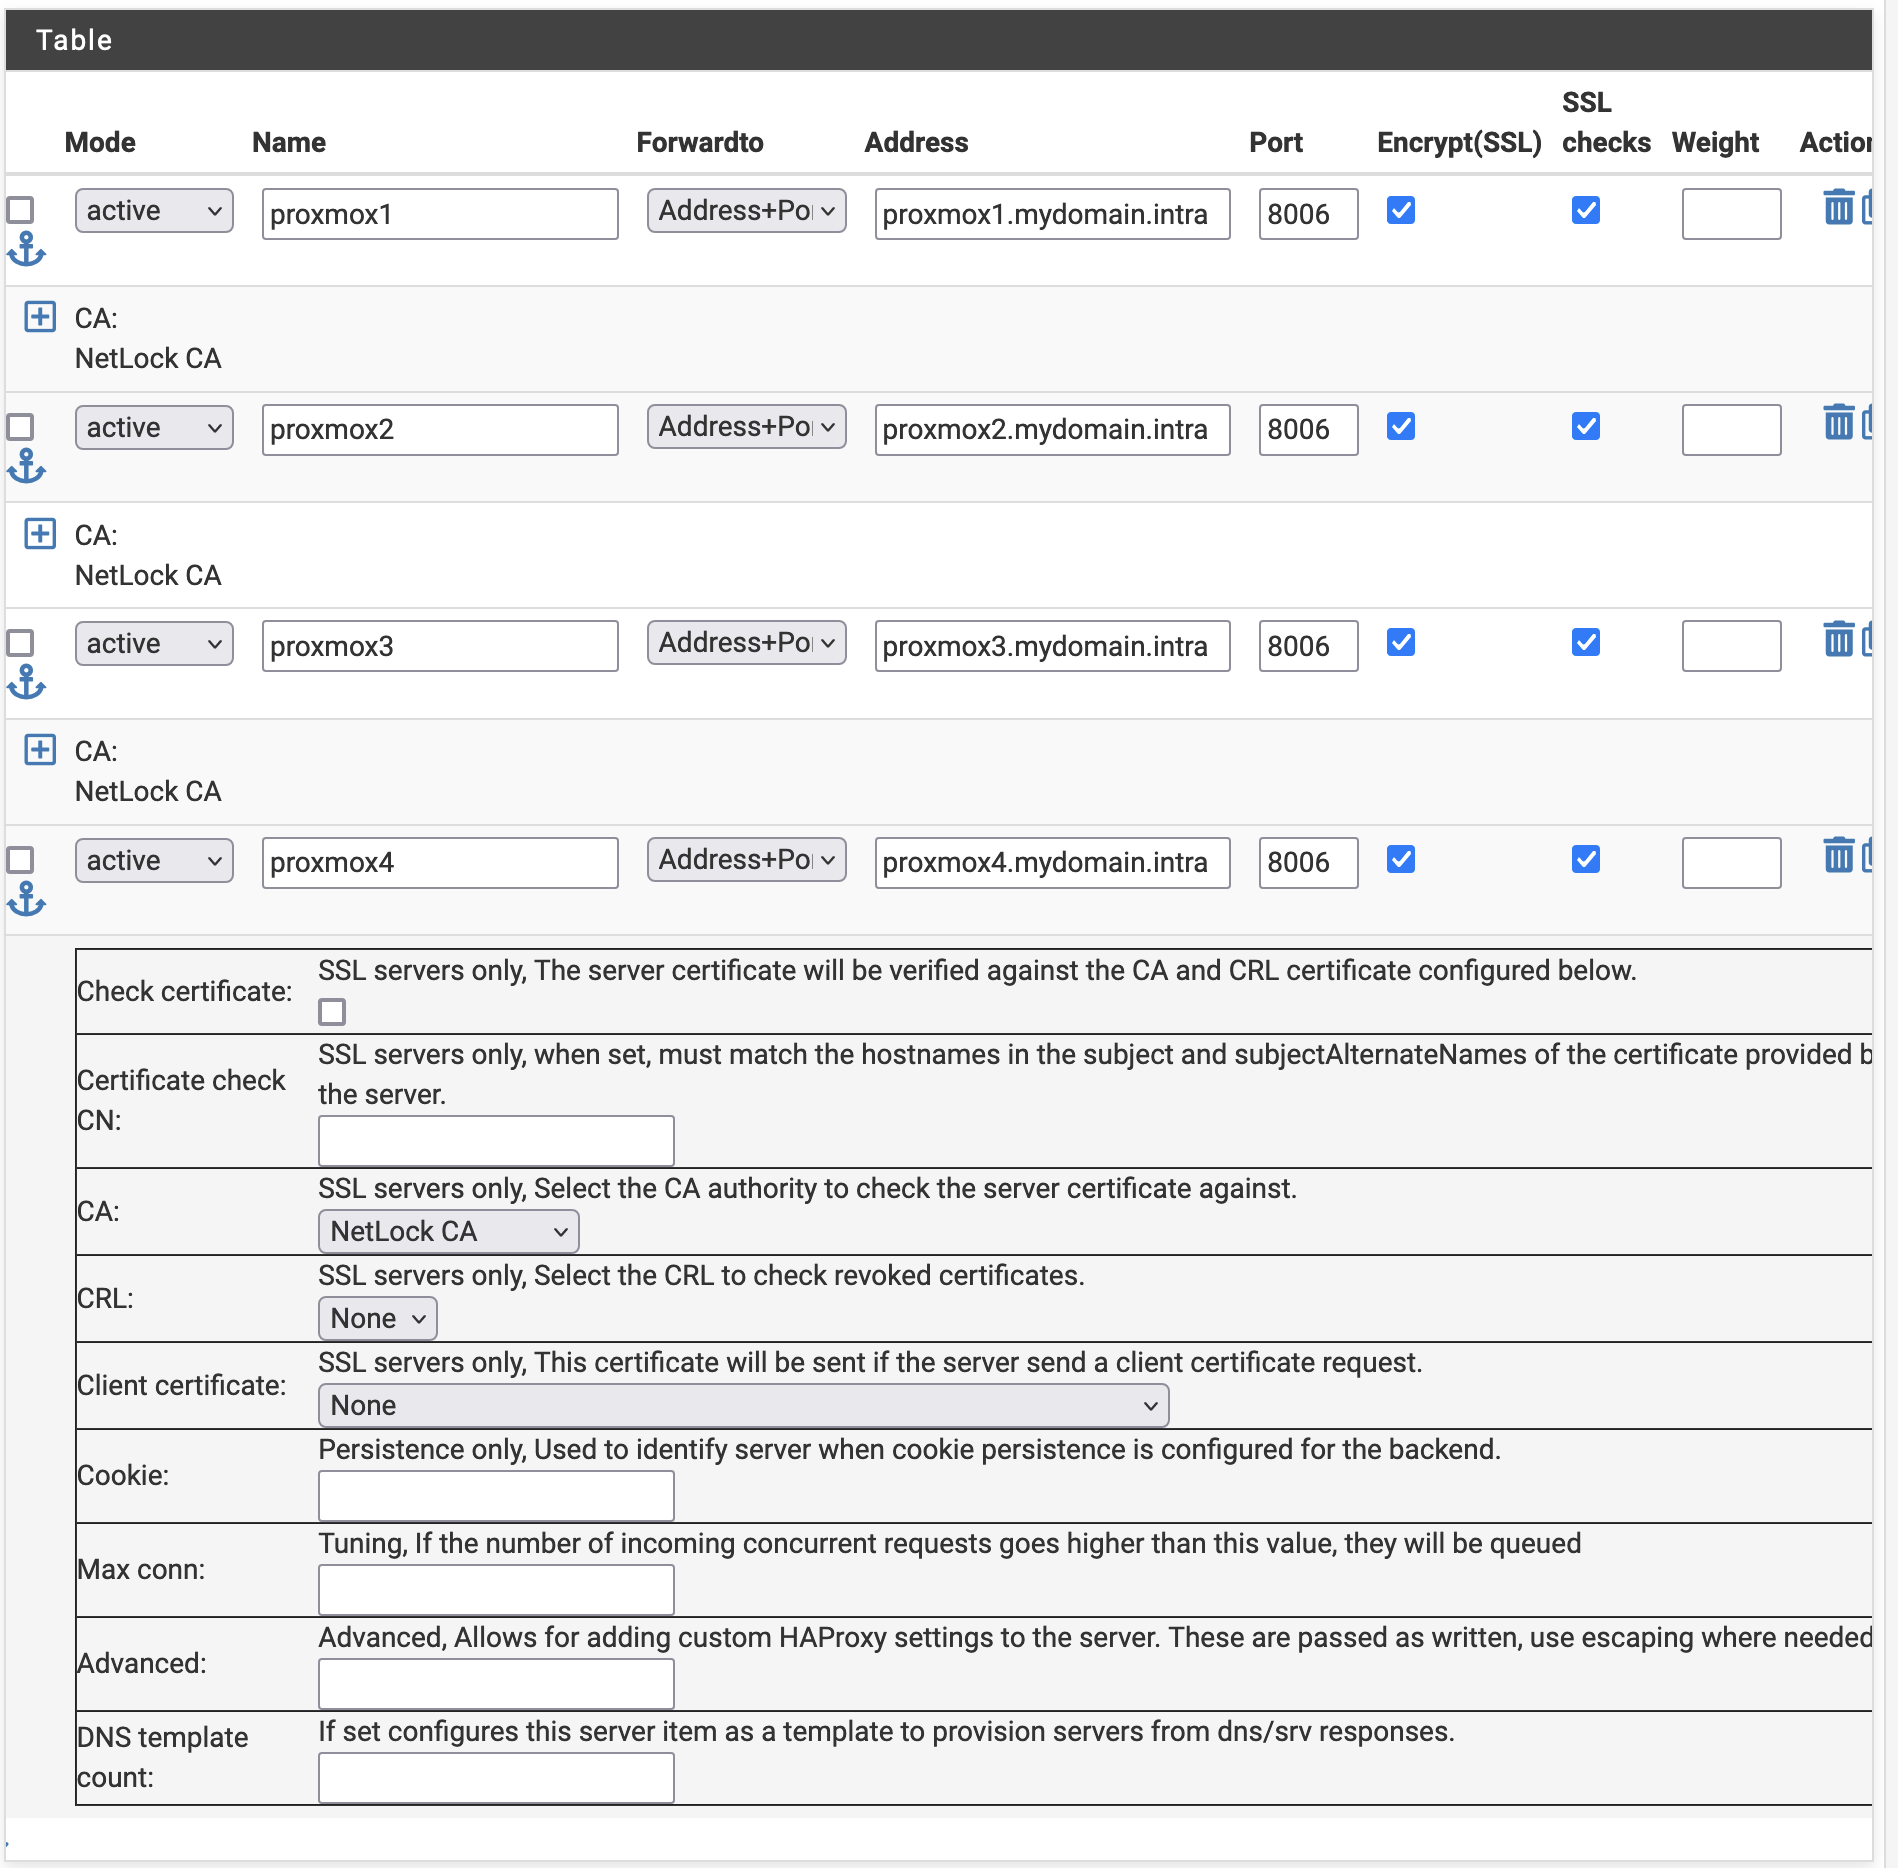 Table
Mode Name Forwardto Address Port Encrypt(SSL) SSL checks Weight Action
active proxmox1 Address+Po proxmox1.mydomain.intra 8006
CA:
NetLock CA
active proxmox2 Address+Po proxmox2.mydomain.intra 8006
CA:
NetLock CA
active proxmox3 Address+Po proxmox3.mydomain.intra 8006
CA:
NetLock CA
active proxmox4 Address+Po proxmox4.mydomain.intra 8006
Check certificate:
SSL servers only, The server certificate will be verified against the CA and CRL certificate configured below.
Certificate check
CN:
SSL servers only, when set, must match the hostnames in the subject and subjectAlternateNames of the certificate provided b
the server.
CA:
SSL servers only, Select the CA authority to check the server certificate against.
NetLock CA
CRL:
SSL servers only, Select the CRL to check revoked certificates.
None
Client certificate:
SSL servers only, This certificate will be sent if the server send a client certificate request.
None
Cookie:
Persistence only, Used to identify server when cookie persistence is configured for the backend.
Max conn:
Tuning, If the number of incoming concurrent requests goes higher than this value, they will be queued
Advanced:
Advanced, Allows for adding custom HAProxy settings to the server. These are passed as written, use escaping where needed
DNS template
count:
If set configures this server item as a template to provision servers from dns/srv responses.